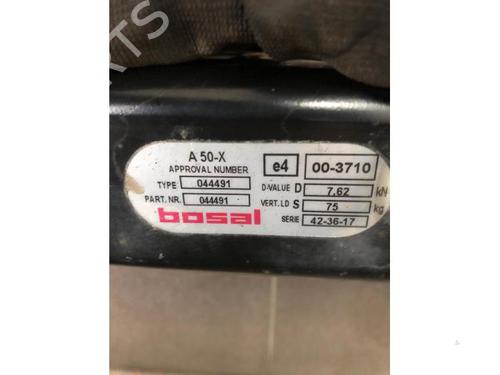 PARTS
A 50-X
APPROVAL NUMBER
e4
00-3710
TYPE 044491
D-VALUE D 7.62 kN
PART. NR. 044491
VERT. LD S 75 kg
bosal
SERIE 42-36-17